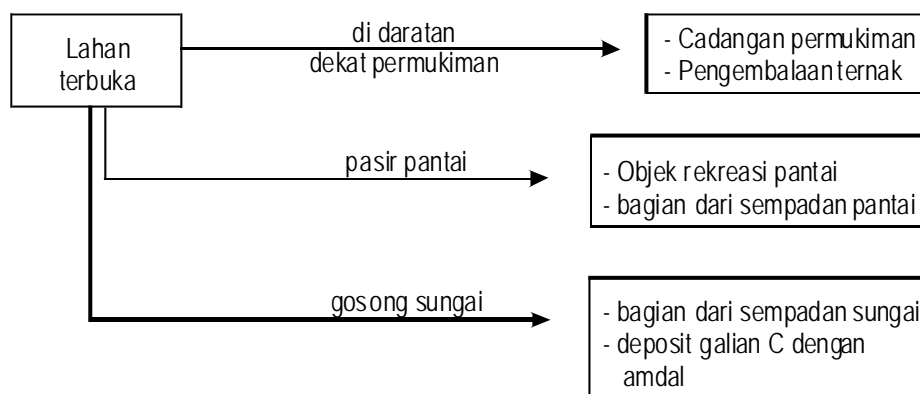 Lahan
terbuka
di daratan
dekat permukiman
- Cadangan permukiman
- Pengembalaan ternak
pasir pantai
- Objek rekreasi pantai
- bagian dari sempadan pantai
gosong sungai
- bagian dari sempadan sungai
- deposit galian C dengan
amdal